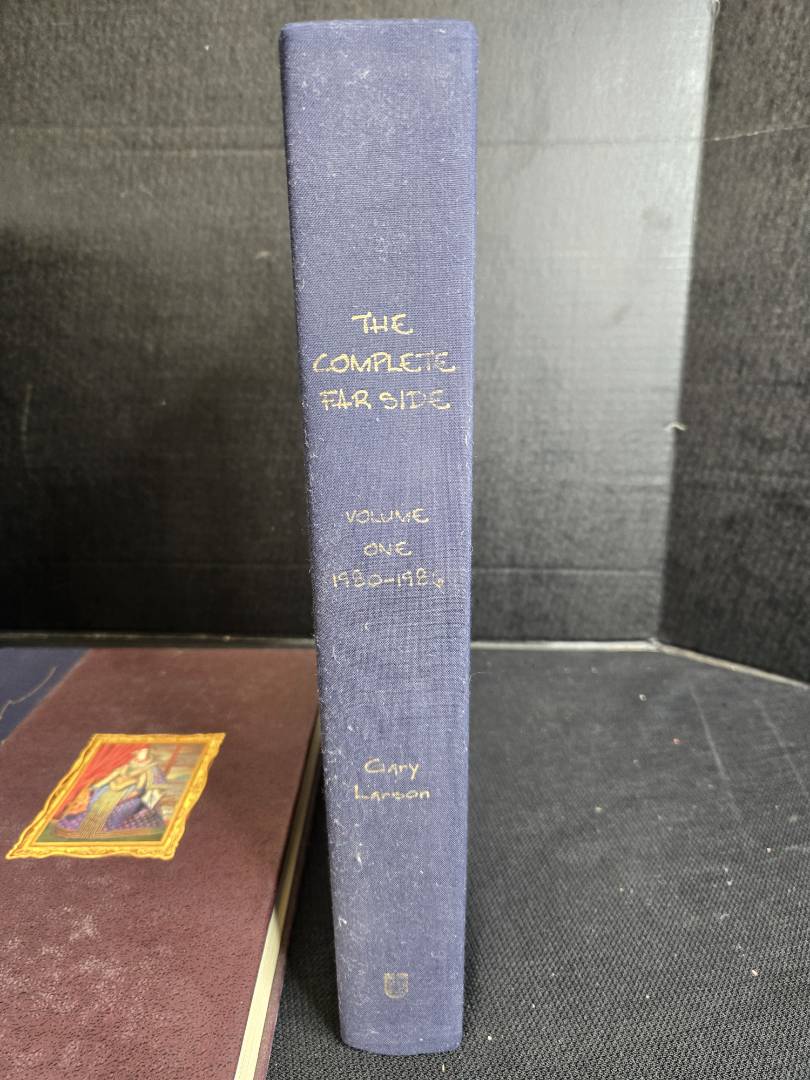 THE
COMPLETE
FAR SIDE
VOLUME
ONE
1980-1986
Gary
Larson